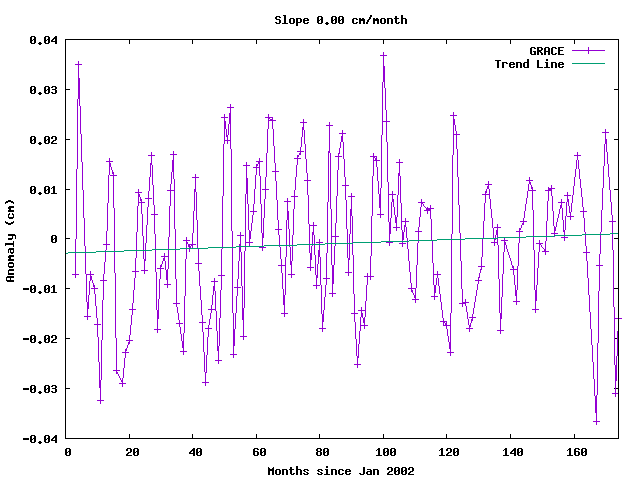 Slope 0.00 cm/month
GRACE
Trend Line
0.04
0.03
0.02
0.01
0
-0.01
-0.02
-0.03
-0.04
Anomaly (cm)
0 20 40 60 80 100 120 140 160
Months since Jan 2002